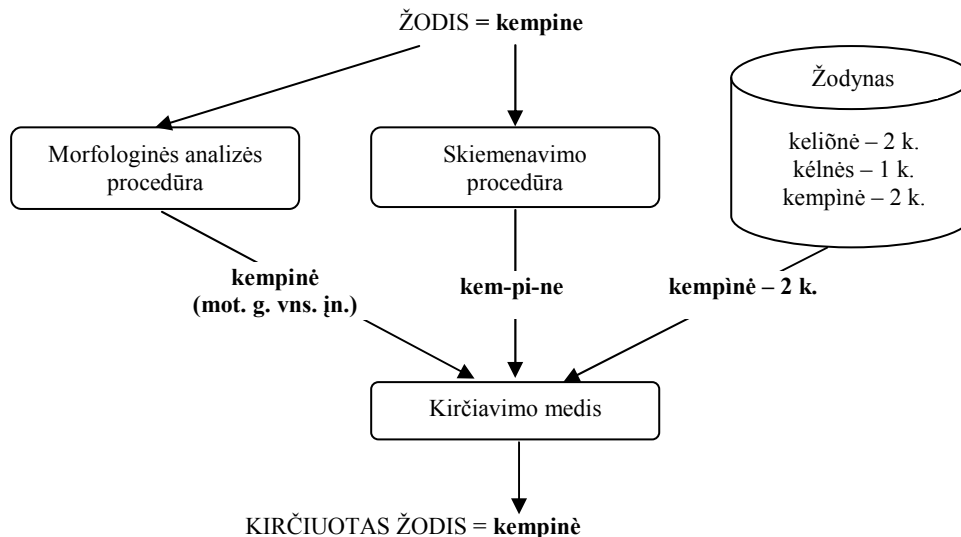 ŽODIS = kempine
Morfologinės analizės
procedūra
Skiemenavimo
procedūra
Žodynas
keliõnė – 2 k.
kélnės – 1 k.
kempìnė – 2 k.
kempinė
(mot. g. vns. įn.)
kem-pi-ne
kempìnė – 2 k.
Kirčiavimo medis
KIRČIUOTAS ŽODIS = kempinè